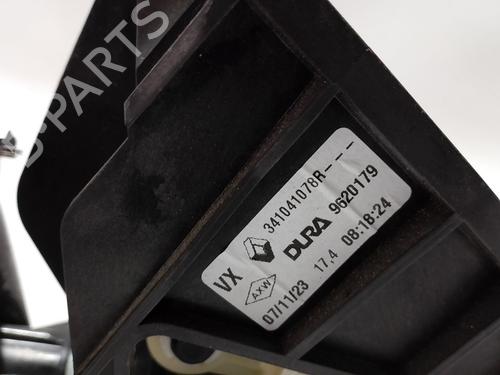 B-PARTS
341041078R---
VX DURA 9620179
AXW
07/11/23 17,4 08:18:24